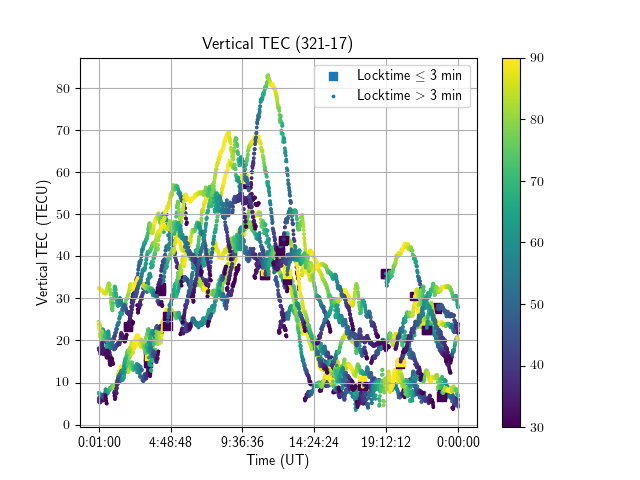 Vertical TEC (321-17)
Locktime ≤ 3 min
Locktime > 3 min
Vertical TEC (TECU)
80
70
60
50
40
30
20
10
0
0:01:00 4:48:48 9:36:36 14:24:24 19:12:12 0:00:00
Time (UT)
90
80
70
60
50
40
30